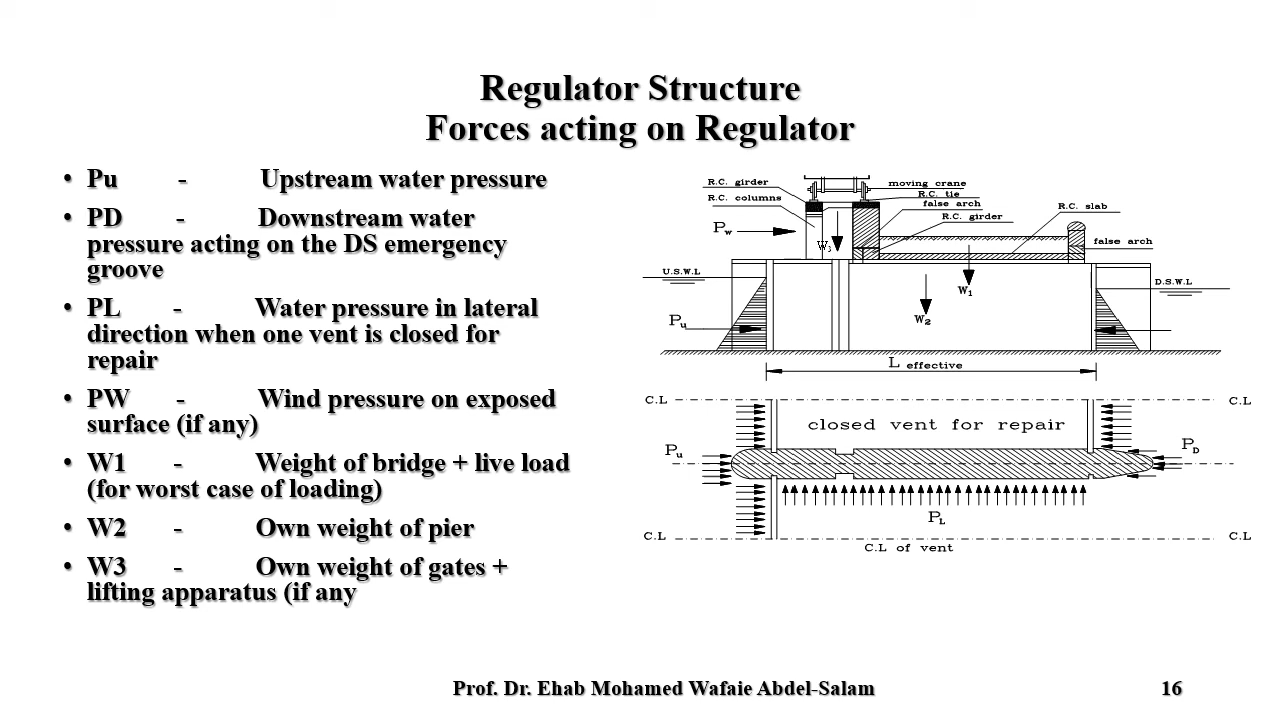 Regulator Structure
Forces acting on Regulator
• Pu - Upstream water pressure
• PD - Downstream water
pressure acting on the DS emergency
groove
• PL - Water pressure in lateral
direction when one vent is closed for
repair
• PW - Wind pressure on exposed
surface (if any)
• W1 - Weight of bridge + live load
(for worst case of loading)
• W2 - Own weight of pier
• W3 - Own weight of gates +
lifting apparatus (if any
R.C. girder
moving crane
R.C. columns
R.C. tie
false arch
R.C. slab
R.C. girder
Pw
W3
false arch
U.S.W.L
W1
D.S.W.L
W2
Pu
L effective
C.L
C.L
closed vent for repair
Pu
PD
PL
C.L
C.L
C.L of vent
Prof. Dr. Ehab Mohamed Wafaie Abdel-Salam
16